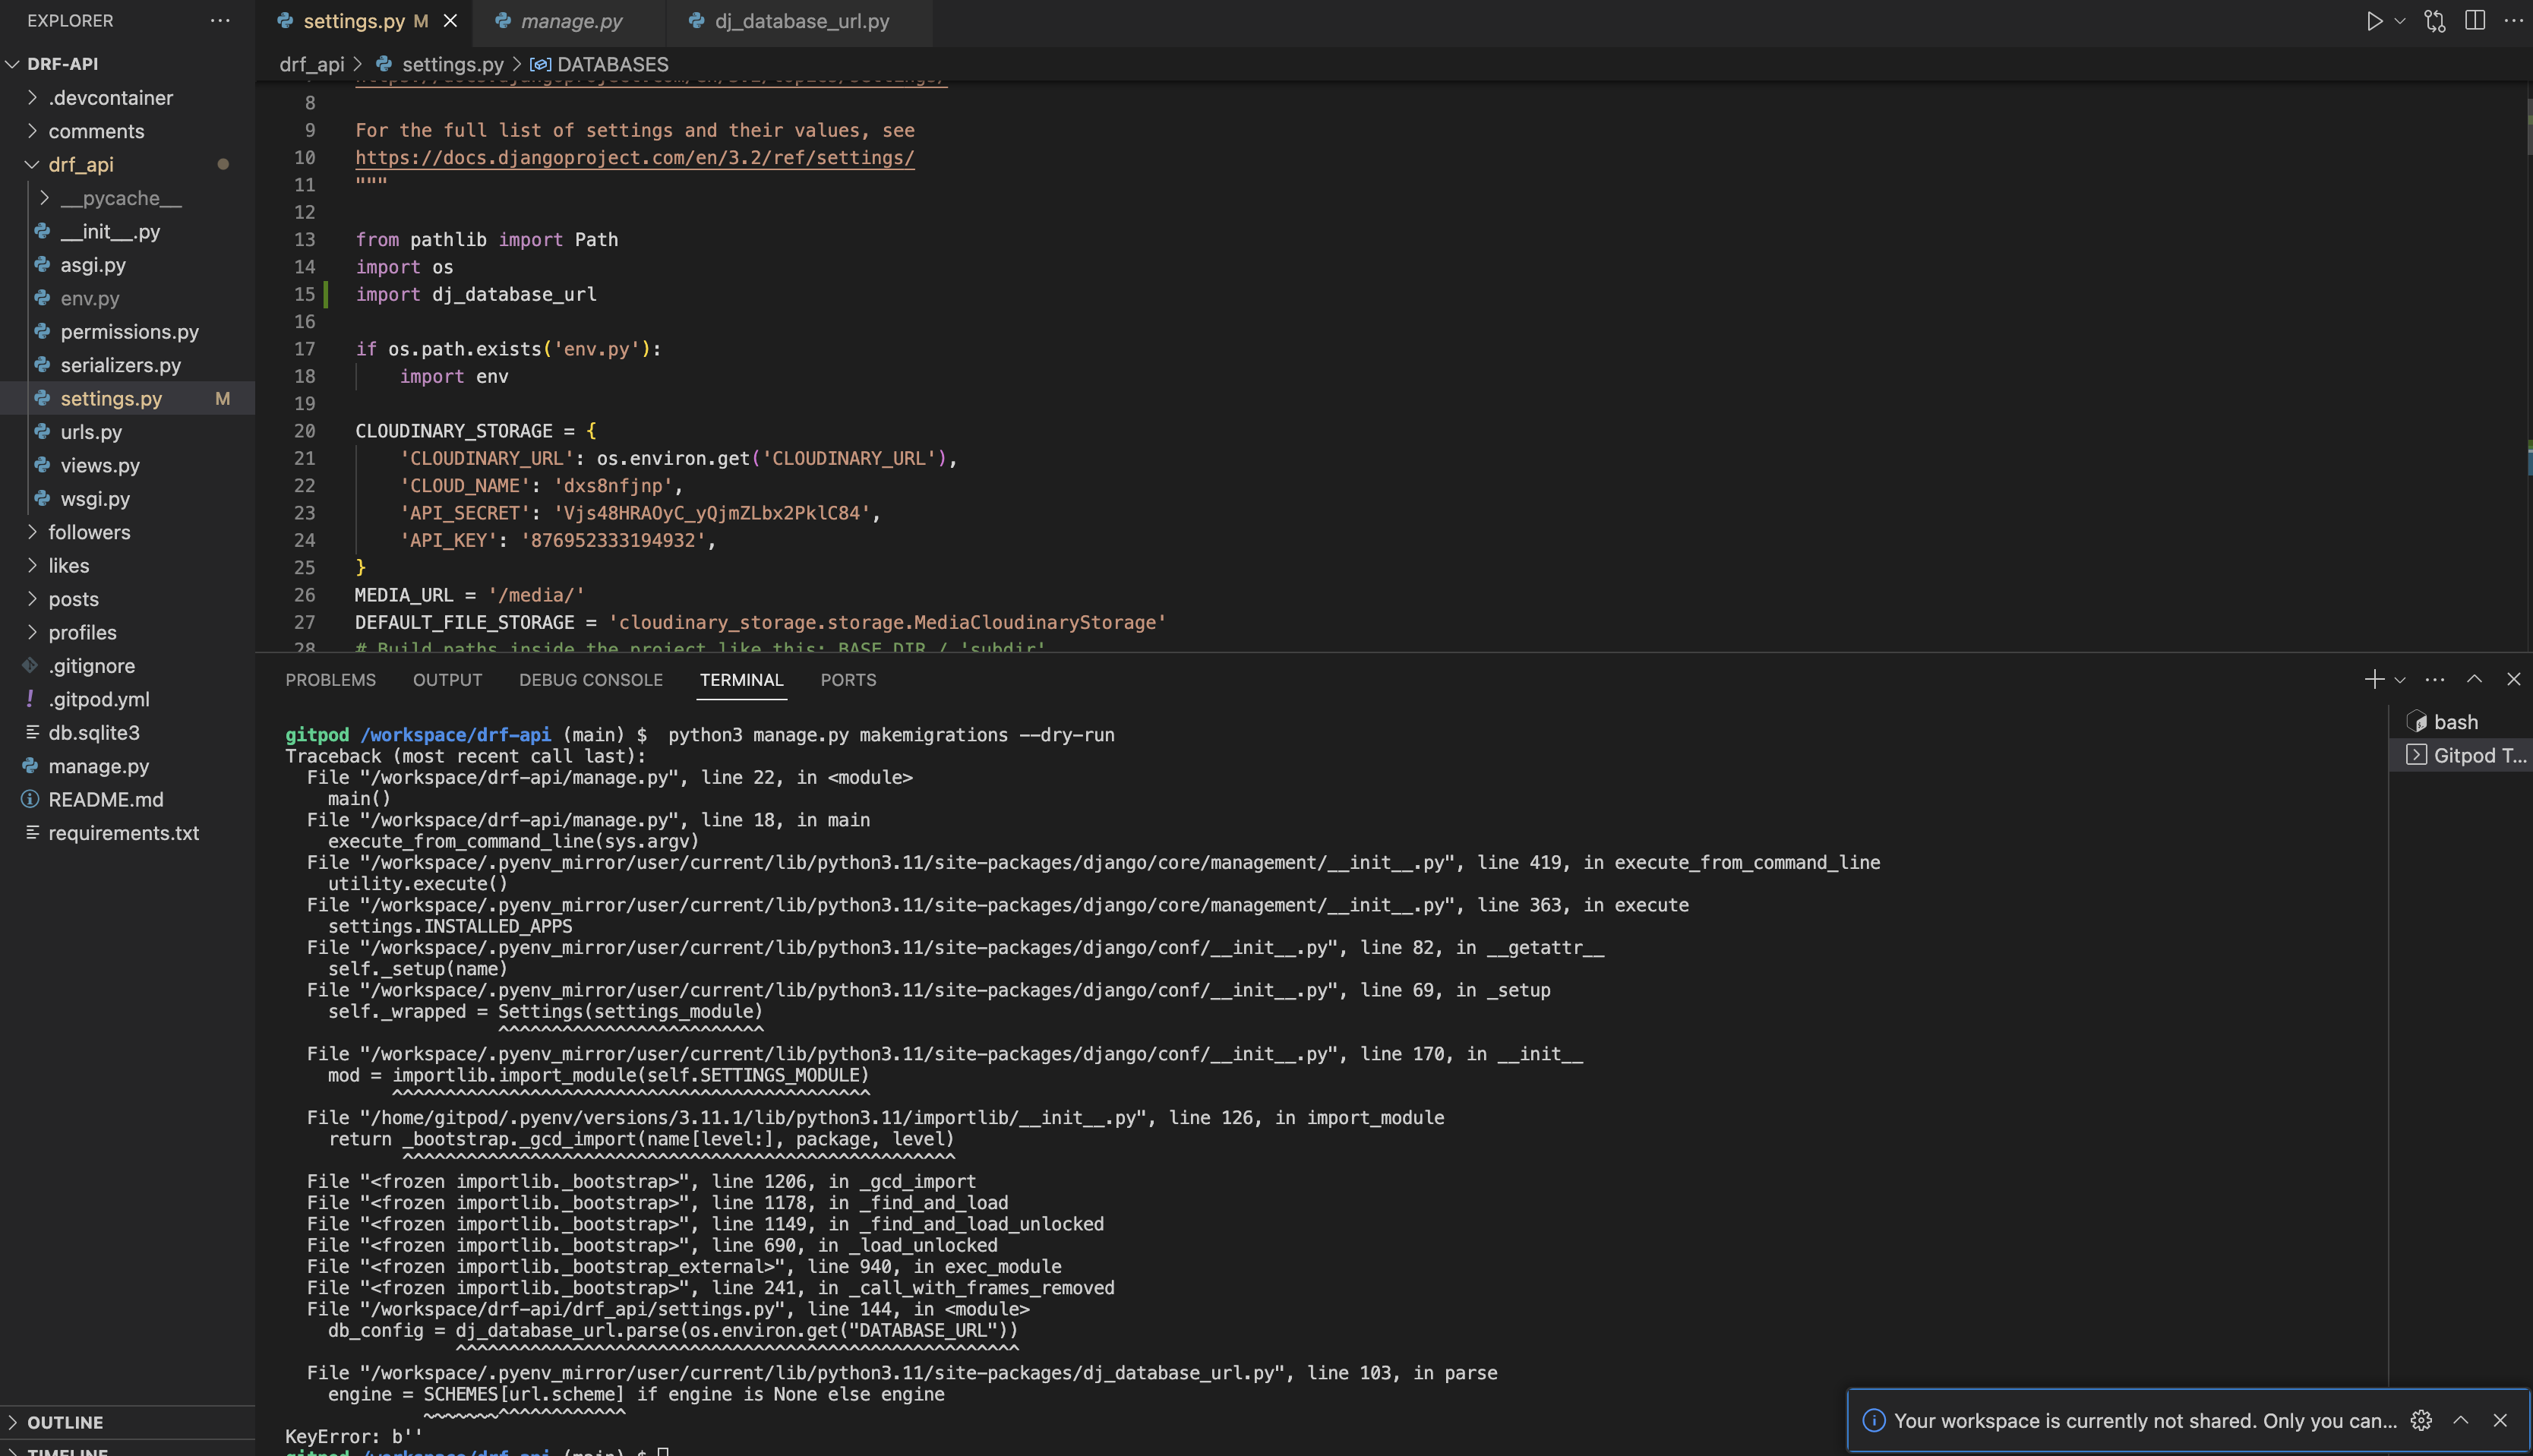 EXPLORER
DRF-API
.devcontainer
comments
drf_api
__pycache__
__init__.py
asgi.py
env.py
permissions.py
serializers.py
settings.py M
urls.py
views.py
wsgi.py
followers
likes
posts
profiles
.gitignore
.gitpod.yml
db.sqlite3
manage.py
README.md
requirements.txt
OUTLINE
TIMELINE
settings.py M
manage.py
dj_database_url.py
drf_api > settings.py > DATABASES
8
9 For the full list of settings and their values, see
10 https://docs.djangoproject.com/en/3.2/ref/settings/
11 """
12
13 from pathlib import Path
14 import os
15 import dj_database_url
16
17 if os.path.exists('env.py'):
18 import env
19
20 CLOUDINARY_STORAGE = {
21 'CLOUDINARY_URL': os.environ.get('CLOUDINARY_URL'),
22 'CLOUD_NAME': 'dxs8nfjnp',
23 'API_SECRET': 'Vjs48HRAOyC_yQjmZLbx2PklC84',
24 'API_KEY': '876952333194932',
25 }
26 MEDIA_URL = '/media/'
27 DEFAULT_FILE_STORAGE = 'cloudinary_storage.storage.MediaCloudinaryStorage'
28 # Build paths inside the project like this: BASE_DIR / 'subdir'.
PROBLEMS OUTPUT DEBUG CONSOLE TERMINAL PORTS
gitpod /workspace/drf-api (main) $ python3 manage.py makemigrations --dry-run
Traceback (most recent call last):
File "/workspace/drf-api/manage.py", line 22, in <module>
main()
File "/workspace/drf-api/manage.py", line 18, in main
execute_from_command_line(sys.argv)
File "/workspace/.pyenv_mirror/user/current/lib/python3.11/site-packages/django/core/management/__init__.py", line 419, in execute_from_command_line
utility.execute()
File "/workspace/.pyenv_mirror/user/current/lib/python3.11/site-packages/django/core/management/__init__.py", line 363, in execute
settings.INSTALLED_APPS
File "/workspace/.pyenv_mirror/user/current/lib/python3.11/site-packages/django/conf/__init__.py", line 82, in __getattr__
self._setup(name)
File "/workspace/.pyenv_mirror/user/current/lib/python3.11/site-packages/django/conf/__init__.py", line 69, in _setup
self._wrapped = Settings(settings_module)
^^^^^^^^^^^^^^^^^^^^^^^^^
File "/workspace/.pyenv_mirror/user/current/lib/python3.11/site-packages/django/conf/__init__.py", line 170, in __init__
mod = importlib.import_module(self.SETTINGS_MODULE)
^^^^^^^^^^^^^^^^^^^^^^^^^^^^^^^^^^^^^^^^^^^^^
File "/home/gitpod/.pyenv/versions/3.11.1/lib/python3.11/importlib/__init__.py", line 126, in import_module
return _bootstrap._gcd_import(name[level:], package, level)
^^^^^^^^^^^^^^^^^^^^^^^^^^^^^^^^^^^^^^^^^^^^^^^^^^^^
File "<frozen importlib._bootstrap>", line 1206, in _gcd_import
File "<frozen importlib._bootstrap>", line 1178, in _find_and_load
File "<frozen importlib._bootstrap>", line 1149, in _find_and_load_unlocked
File "<frozen importlib._bootstrap>", line 690, in _load_unlocked
File "<frozen importlib._bootstrap_external>", line 940, in exec_module
File "<frozen importlib._bootstrap>", line 241, in _call_with_frames_removed
File "/workspace/drf-api/drf_api/settings.py", line 144, in <module>
db_config = dj_database_url.parse(os.environ.get("DATABASE_URL"))
^^^^^^^^^^^^^^^^^^^^^^^^^^^^^^^^^^^^^^^^^^^^^^^^^^^^^
File "/workspace/.pyenv_mirror/user/current/lib/python3.11/site-packages/dj_database_url.py", line 103, in parse
engine = SCHEMES[url.scheme] if engine is None else engine
~~~~~~~^^^^^^^^^^^^
KeyError: b''
gitpod /workspace/drf-api (main) $
bash
Gitpod T...
Your workspace is currently not shared. Only you can...